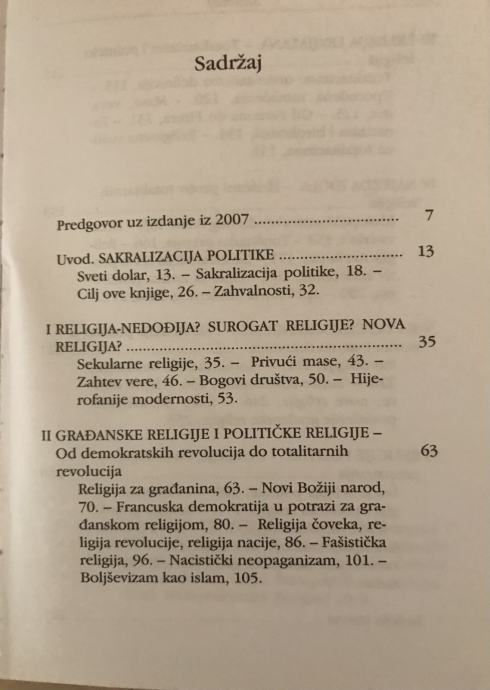 Sadržaj
Predgovor uz izdanje iz 2007 .................................. 7
Uvod. SAKRALIZACIJA POLITIKE ............................. 13
Sveti dolar, 13. – Sakralizacija politike, 18. –
Cilj ove knjige, 26. – Zahvalnosti, 32.
I RELIGIJA-NEDOĐIJA? SUROGAT RELIGIJE? NOVA
RELIGIJA? ................................................................ 35
Sekularne religije, 35. – Privući mase, 43. –
Zahtev vere, 46. – Bogovi društva, 50. – Hije-
rofanije modernosti, 53.
II GRAĐANSKE RELIGIJE I POLITIČKE RELIGIJE –
Od demokratskih revolucija do totalitarnih 63
revolucija
Religija za građanina, 63. – Novi Božiji narod,
70. – Francuska demokratija u potrazi za gra-
đanskom religijom, 80. – Religija čoveka, re-
ligija revolucije, religija nacije, 86. – Fašistička
religija, 96. – Nacistički neopaganizam, 101. –
Boljševizam kao islam, 105.